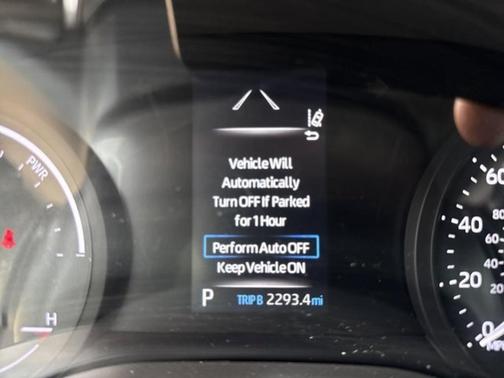 Vehicle Will
Automatically
Turn OFF If Parked
for 1 Hour
Perform Auto OFF
Keep Vehicle ON
P TRIP B 2293.4 mi
PWR
H
60
80
40
60
40
20
20
0